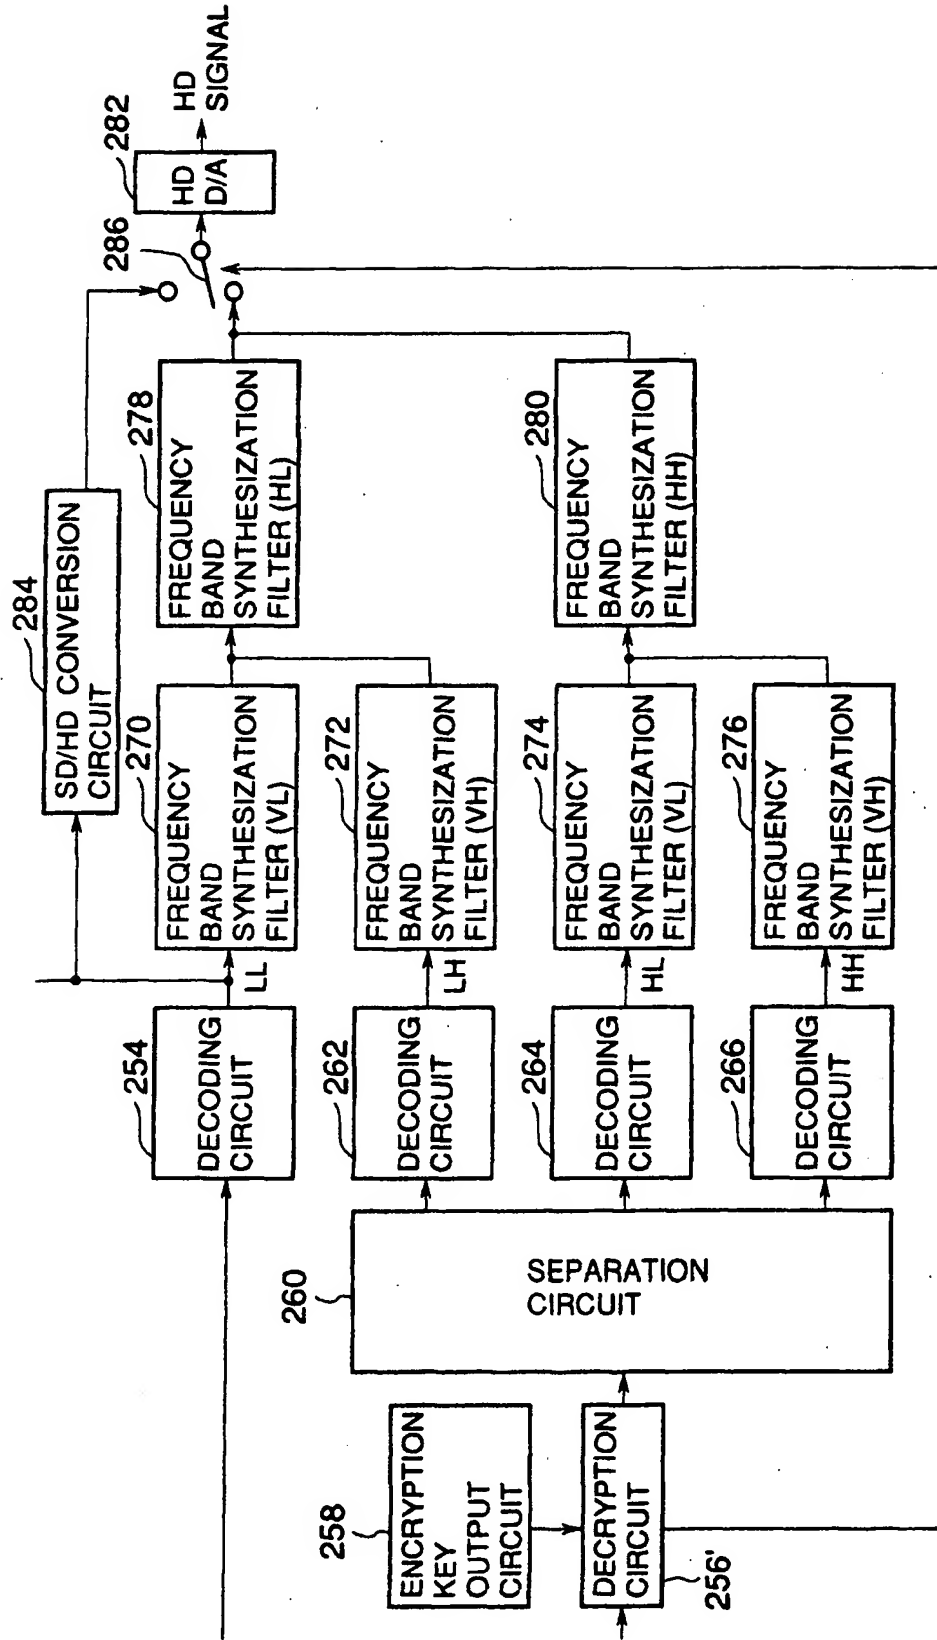 284
SD/HD CONVERSION
CIRCUIT
286
282
HD
D/A
HD
SIGNAL
254
DECODING
CIRCUIT
LL
270
FREQUENCY
BAND
SYNTHESIZATION
FILTER (VL)
278
FREQUENCY
BAND
SYNTHESIZATION
FILTER (HL)
262
DECODING
CIRCUIT
LH
272
FREQUENCY
BAND
SYNTHESIZATION
FILTER (VH)
260
SEPARATION
CIRCUIT
258
ENCRYPTION
KEY
OUTPUT
CIRCUIT
DECRYPTION
CIRCUIT
256'
264
DECODING
CIRCUIT
HL
274
FREQUENCY
BAND
SYNTHESIZATION
FILTER (VL)
280
FREQUENCY
BAND
SYNTHESIZATION
FILTER (HH)
266
DECODING
CIRCUIT
HH
276
FREQUENCY
BAND
SYNTHESIZATION
FILTER (VH)